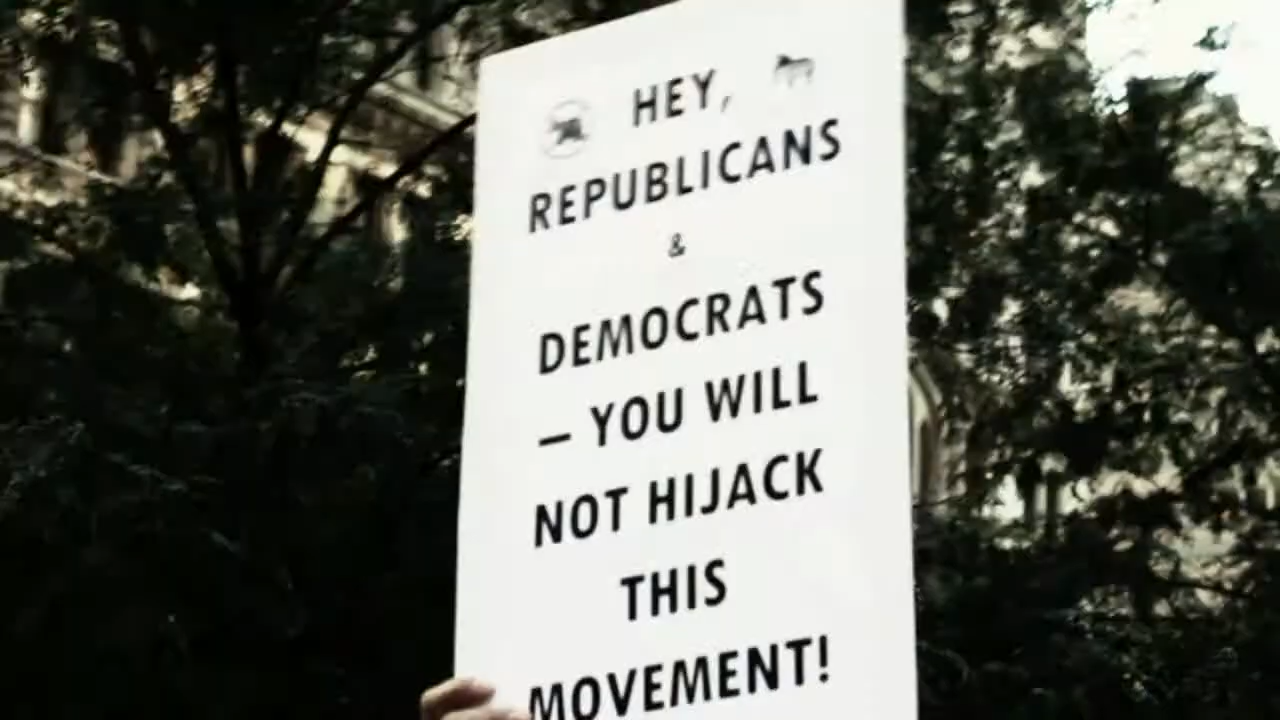 HEY,
REPUBLICANS
&
DEMOCRATS
– YOU WILL
NOT HIJACK
THIS
MOVEMENT!